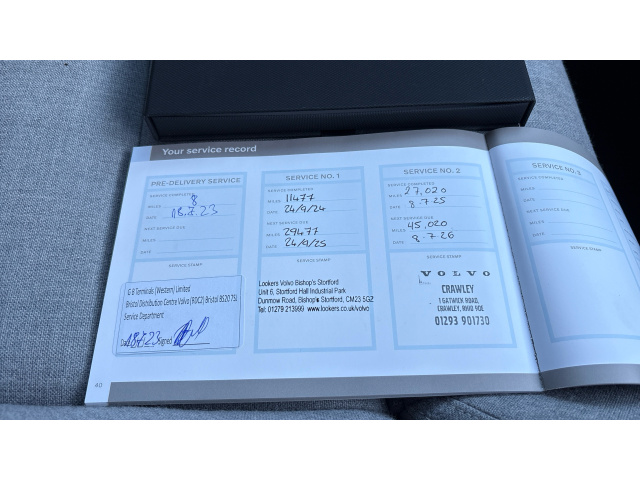 Your service record
PRE-DELIVERY SERVICE
SERVICE COMPLETED
MILES 8
DATE 18.7.23
NEXT SERVICE DUE
MILES
DATE
SERVICE STAMP
G B Terminals (Western) Limited
Bristol Distribution Centre Volvo (RDC2) Bristol BS20 7SJ
Service Department
Date 18.7.23 Signed
40
SERVICE NO. 1
SERVICE COMPLETED
MILES 11477
DATE 24/9/24
NEXT SERVICE DUE
MILES 29477
DATE 24/9/25
SERVICE STAMP
Lookers Volvo Bishop's Stortford
Unit 6, Stortford Hall Industrial Park
Dunmow Road, Bishop's Stortford, CM23 5GZ
Tel: 01279 213999 www.lookers.co.uk/volvo
SERVICE NO. 2
SERVICE COMPLETED
MILES 27,020
DATE 8.7.25
NEXT SERVICE DUE
MILES 45,020
DATE 8.7.26
SERVICE STAMP
VOLVO
CRAWLEY
1 GATWICK ROAD,
CRAWLEY, RH10 9DE
01293 901730
SERVICE NO. 3
SERVICE COMPLETED
MILES
DATE
NEXT SERVICE DUE
MILES
DATE
SERVICE STAMP